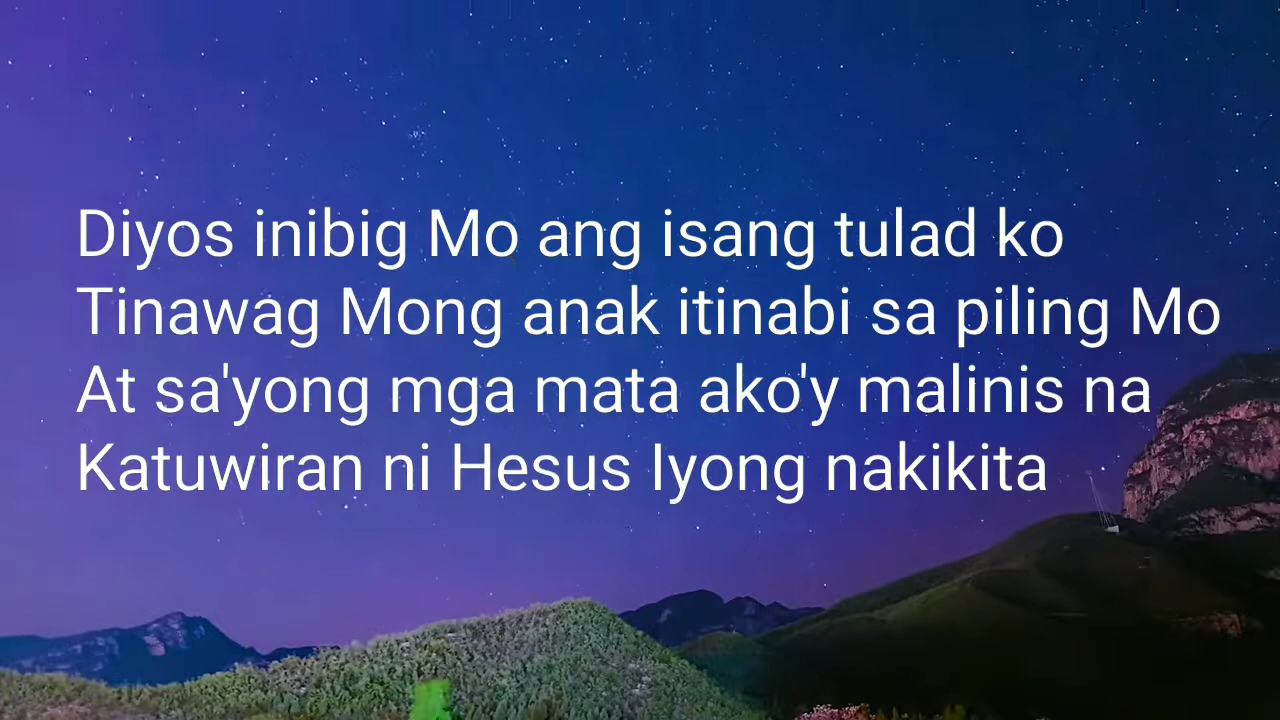 Diyos inibig Mo ang isang tulad ko
Tinawag Mong anak itinabi sa piling Mo
At sa'yong mga mata ako'y malinis na
Katuwiran ni Hesus Iyong nakikita